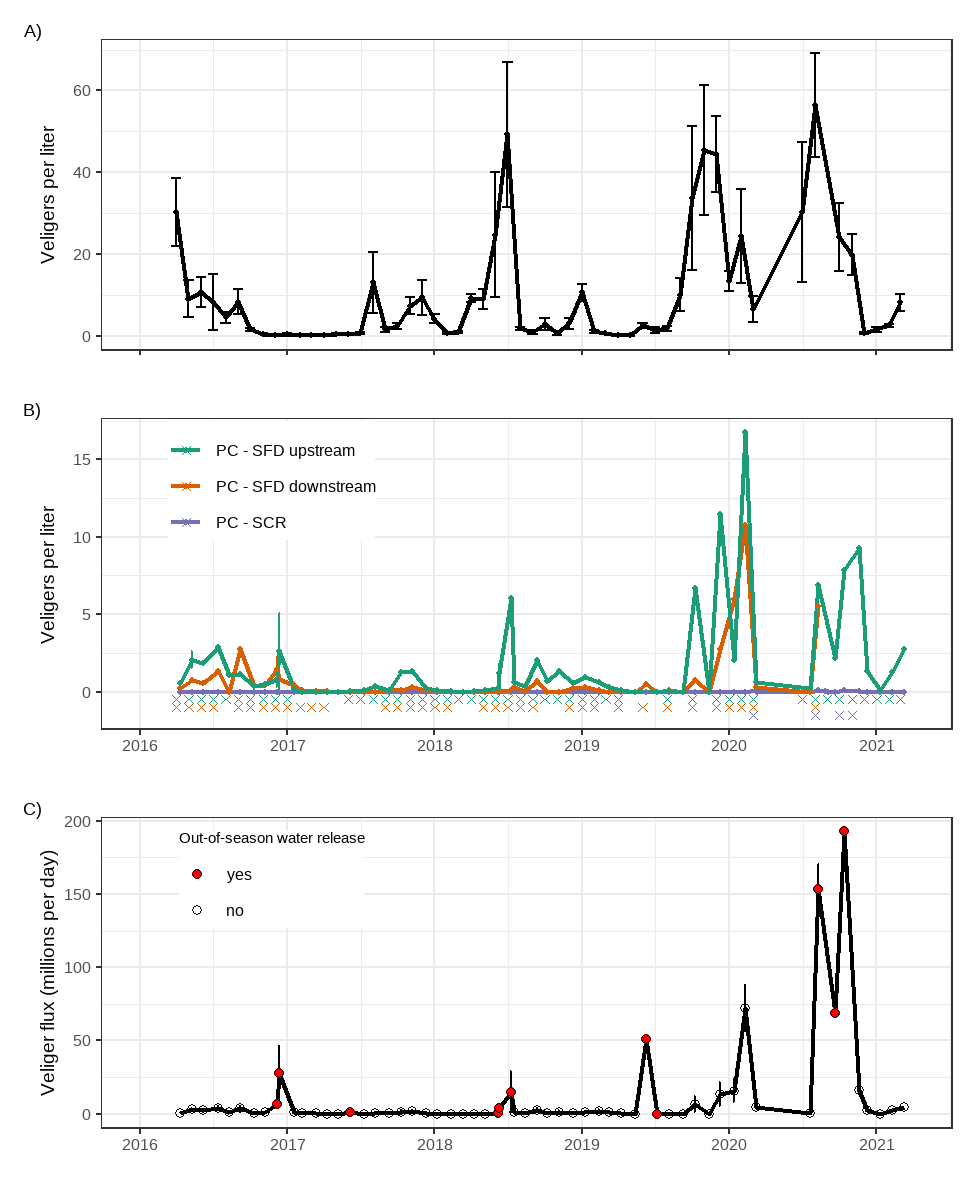 A)
Veligers per liter
60
40
20
0
B)
Veligers per liter
15
10
5
0
PC - SFD upstream
PC - SFD downstream
PC - SCR
2016 2017 2018 2019 2020 2021
C)
Veliger flux (millions per day)
200
150
100
50
0
Out-of-season water release
yes
no
2016 2017 2018 2019 2020 2021